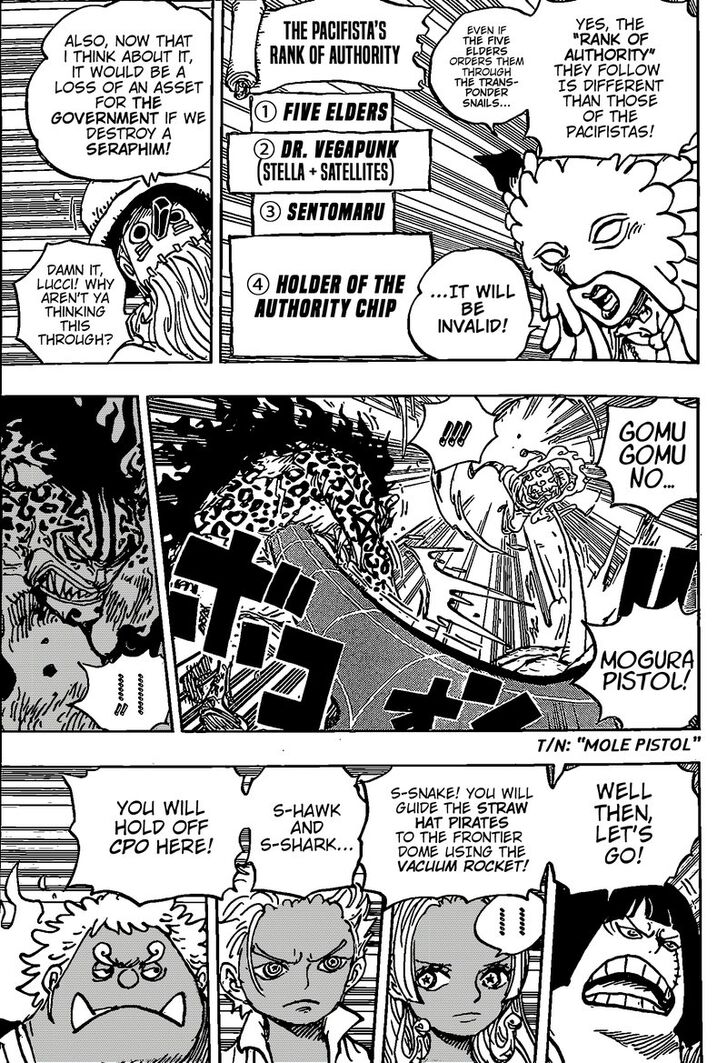 YES, THE
"RANK OF
AUTHORITY"
THEY FOLLOW
IS DIFFERENT
THAN THOSE
OF THE
PACIFISTAS!
EVEN IF
THE FIVE
ELDERS
ORDERS THEM
THROUGH
THE TRANS-
PONDER
SNAILS...
...IT WILL
BE
INVALID!
THE PACIFISTA'S
RANK OF AUTHORITY
① FIVE ELDERS
② DR. VEGAPUNK
(STELLA + SATELLITES)
③ SENTOMARU
④ HOLDER OF THE
AUTHORITY CHIP
ALSO, NOW THAT
I THINK ABOUT IT,
IT WOULD BE A
LOSS OF AN ASSET
FOR THE
GOVERNMENT IF WE
DESTROY A
SERAPHIM!
DAMN IT,
LUCCI! WHY
AREN'T YA
THINKING
THIS
THROUGH?
GOMU
GOMU
NO...
!!!
MOGURA
PISTOL!
ボコォン
!!
T/N: "MOLE PISTOL"
WELL
THEN,
LET'S
GO!
S-SNAKE! YOU WILL
GUIDE THE STRAW
HAT PIRATES
TO THE FRONTIER
DOME USING THE
VACUUM ROCKET!
!!
S-HAWK
AND
S-SHARK...
YOU WILL
HOLD OFF
CPO HERE!